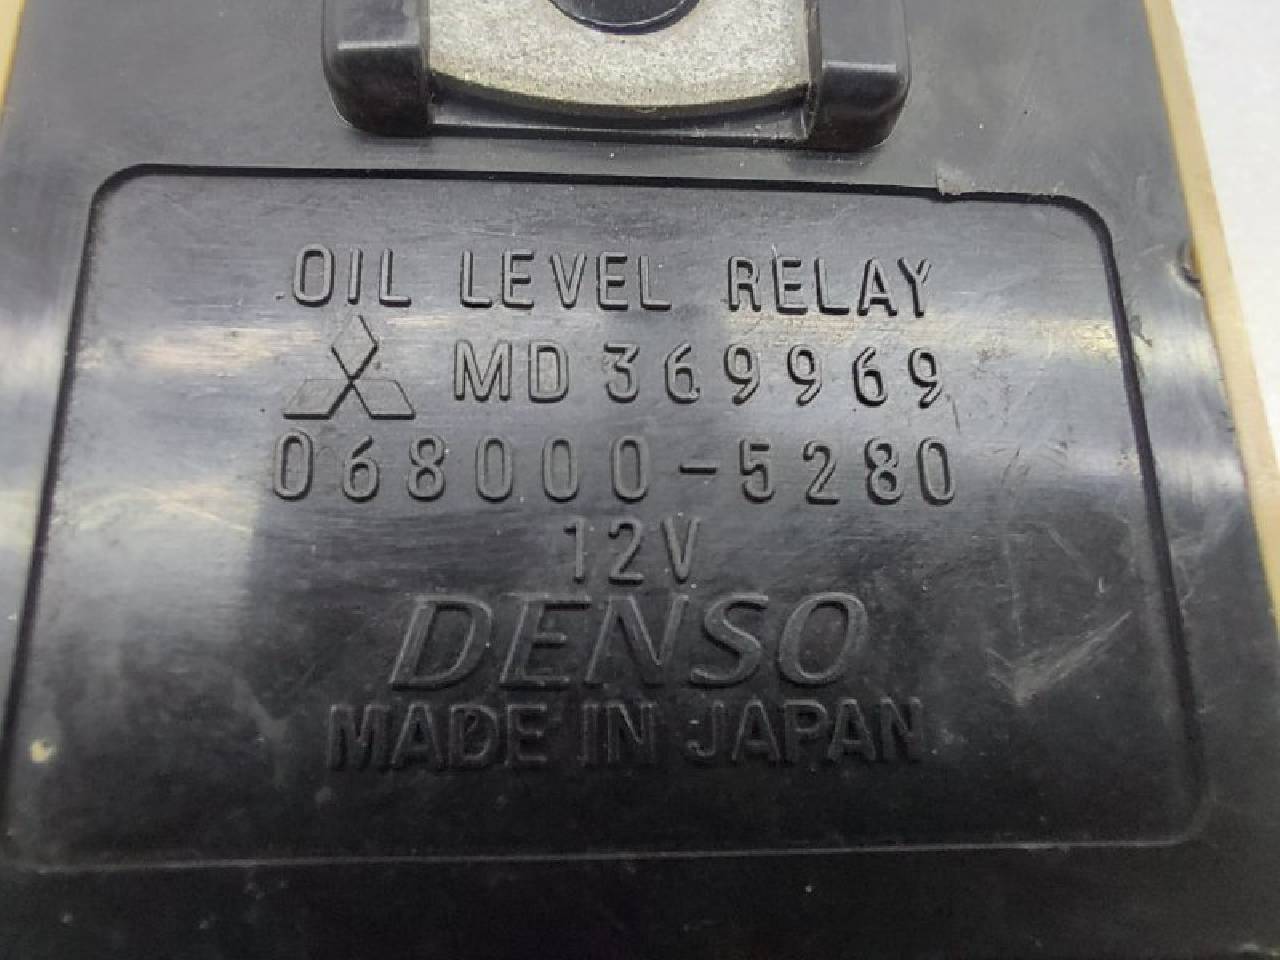 OIL LEVEL RELAY
MD369969
068000-5280
12V
DENSO
MADE IN JAPAN